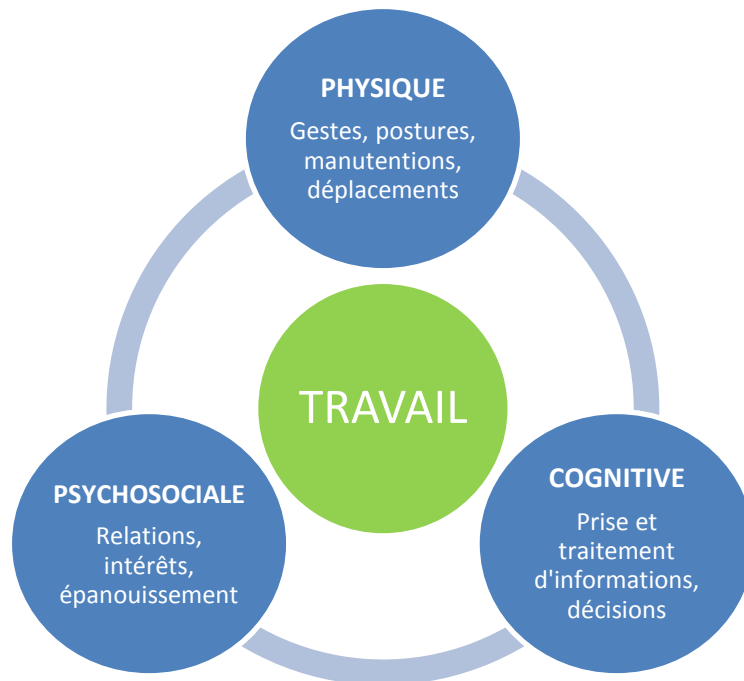 PHYSIQUE
Gestes, postures,
manutentions,
déplacements
TRAVAIL
PSYCHOSOCIALE
Relations,
intérêts,
épanouissement
COGNITIVE
Prise et
traitement
d'informations,
décisions